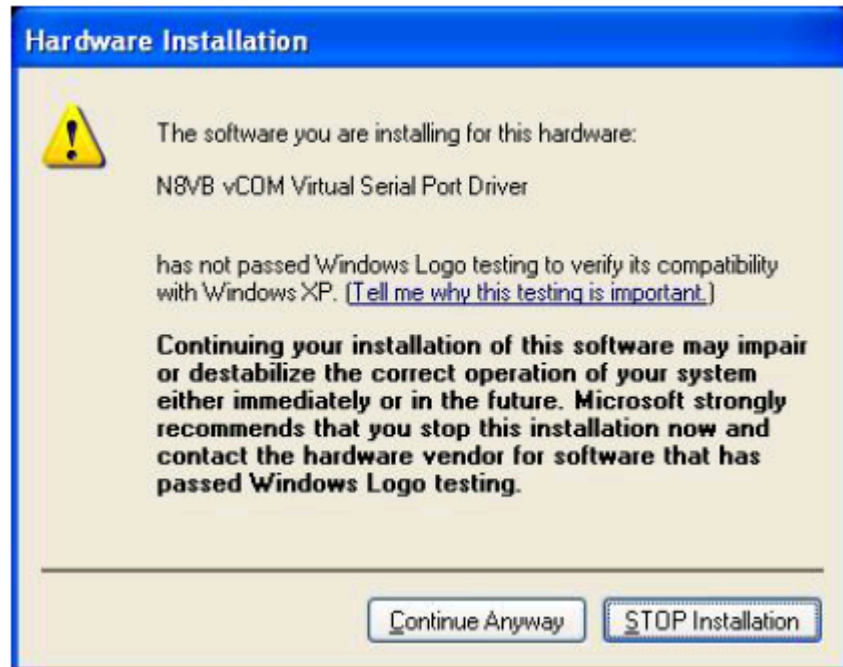 Hardware Installation
The software you are installing for this hardware:
N8VB vCOM Virtual Serial Port Driver
has not passed Windows Logo testing to verify its compatibility
with Windows XP. (Tell me why this testing is important.)
Continuing your installation of this software may impair
or destabilize the correct operation of your system
either immediately or in the future. Microsoft strongly
recommends that you stop this installation now and
contact the hardware vendor for software that has
passed Windows Logo testing.
Continue Anyway
STOP Installation